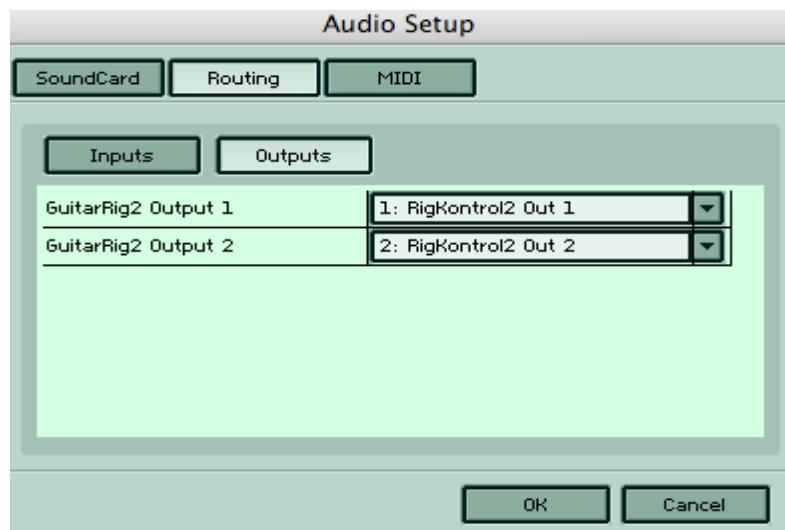 Audio Setup
SoundCard Routing MIDI
Inputs Outputs
GuitarRig2 Output 1 1: RigKontrol2 Out 1
GuitarRig2 Output 2 2: RigKontrol2 Out 2
OK Cancel